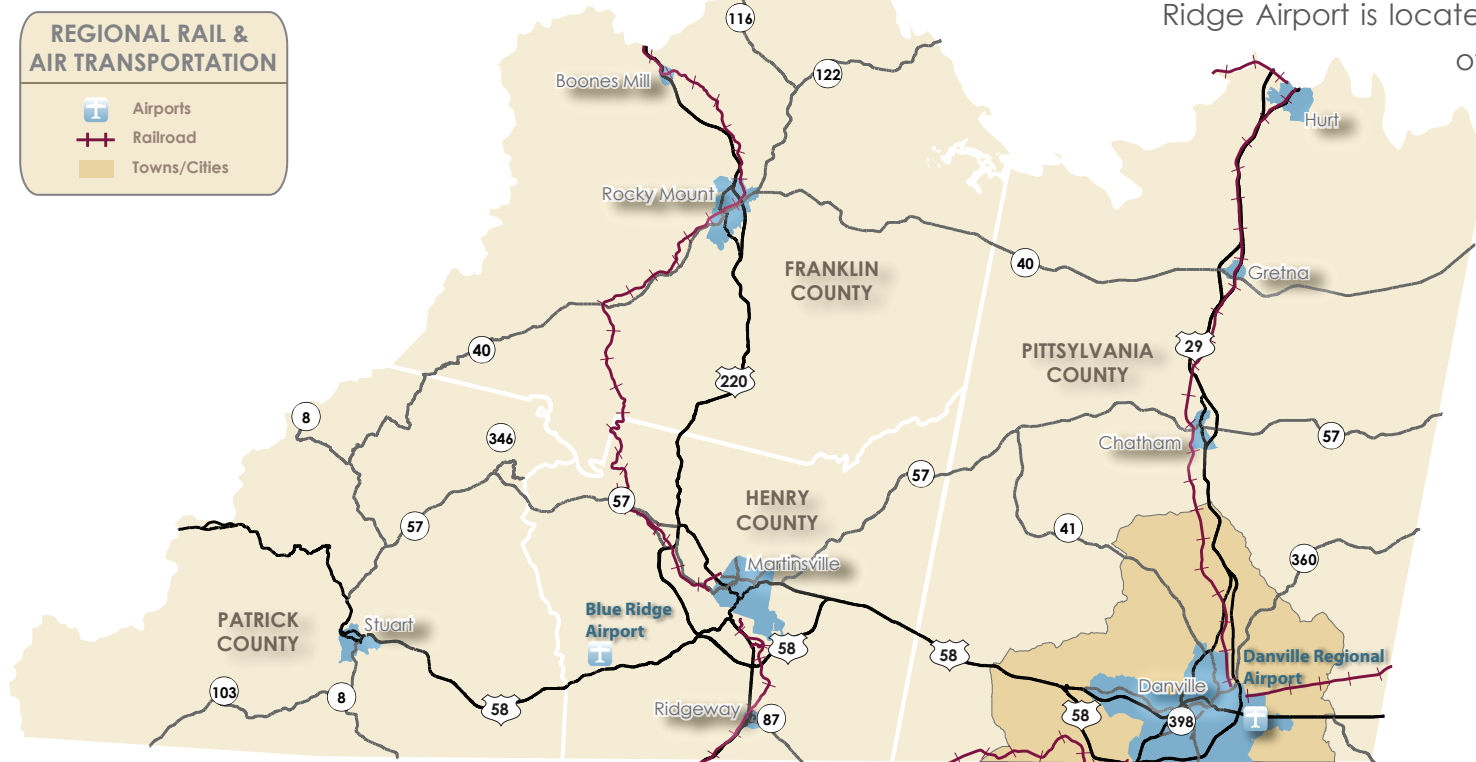 REGIONAL RAIL &
AIR TRANSPORTATION
Airports
Railroad
Towns/Cities
Ridge Airport is locate
o
116
122
Boones Mill
Hurt
Rocky Mount
FRANKLIN
COUNTY
40
Gretna
29
PITTSYLVANIA
COUNTY
40
220
8
346
Chatham
57
57
HENRY
COUNTY
57
57
41
360
Martinsville
Blue Ridge
Airport
PATRICK
COUNTY
Stuart
58
58
Danville Regional
Airport
103
8
58
Ridgeway
87
Danville
58
398